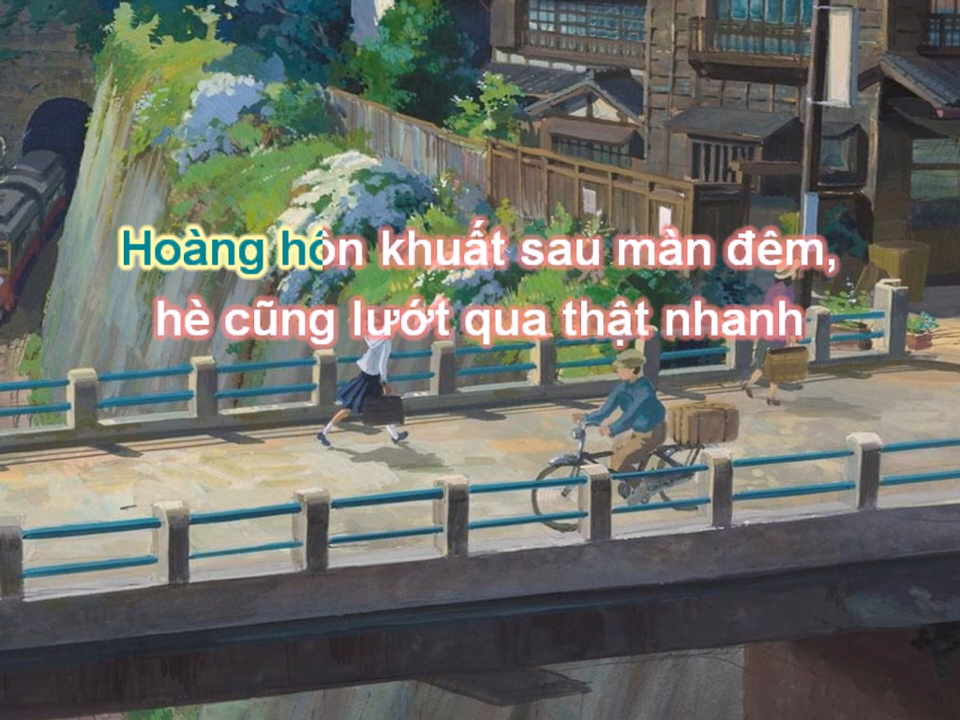 Hoàng hôn khuất sau màn đêm,
hè cũng lướt qua thật nhanh